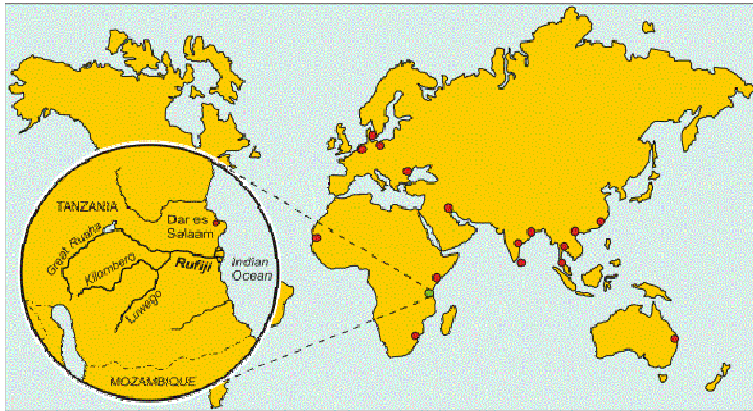 TANZANIA
Dar es
Salaam
Great Ruaha
Kilombero
Rufiji
Indian
Ocean
Luwego
MOZAMBIQUE